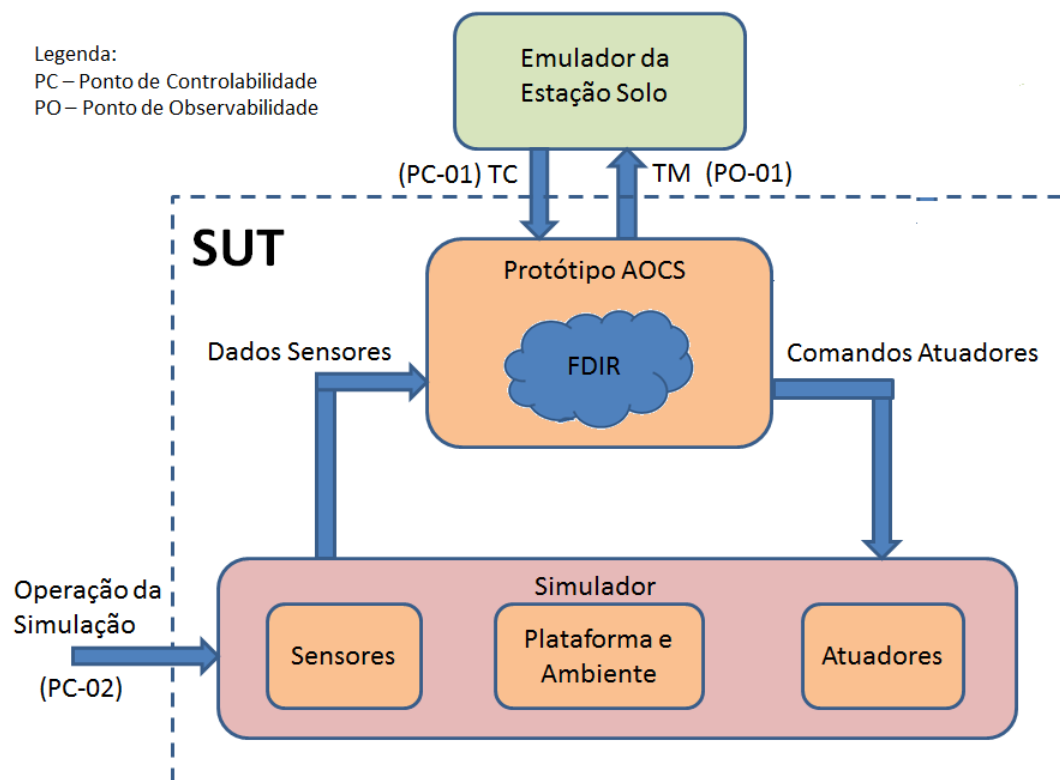 Legenda:
PC – Ponto de Controlabilidade
PO – Ponto de Observabilidade
Emulador da
Estação Solo
(PC-01) TC
TM (PO-01)
SUT
Protótipo AOCS
FDIR
Dados Sensores
Comandos Atuadores
Operação da
Simulação
(PC-02)
Simulador
Sensores
Plataforma e
Ambiente
Atuadores